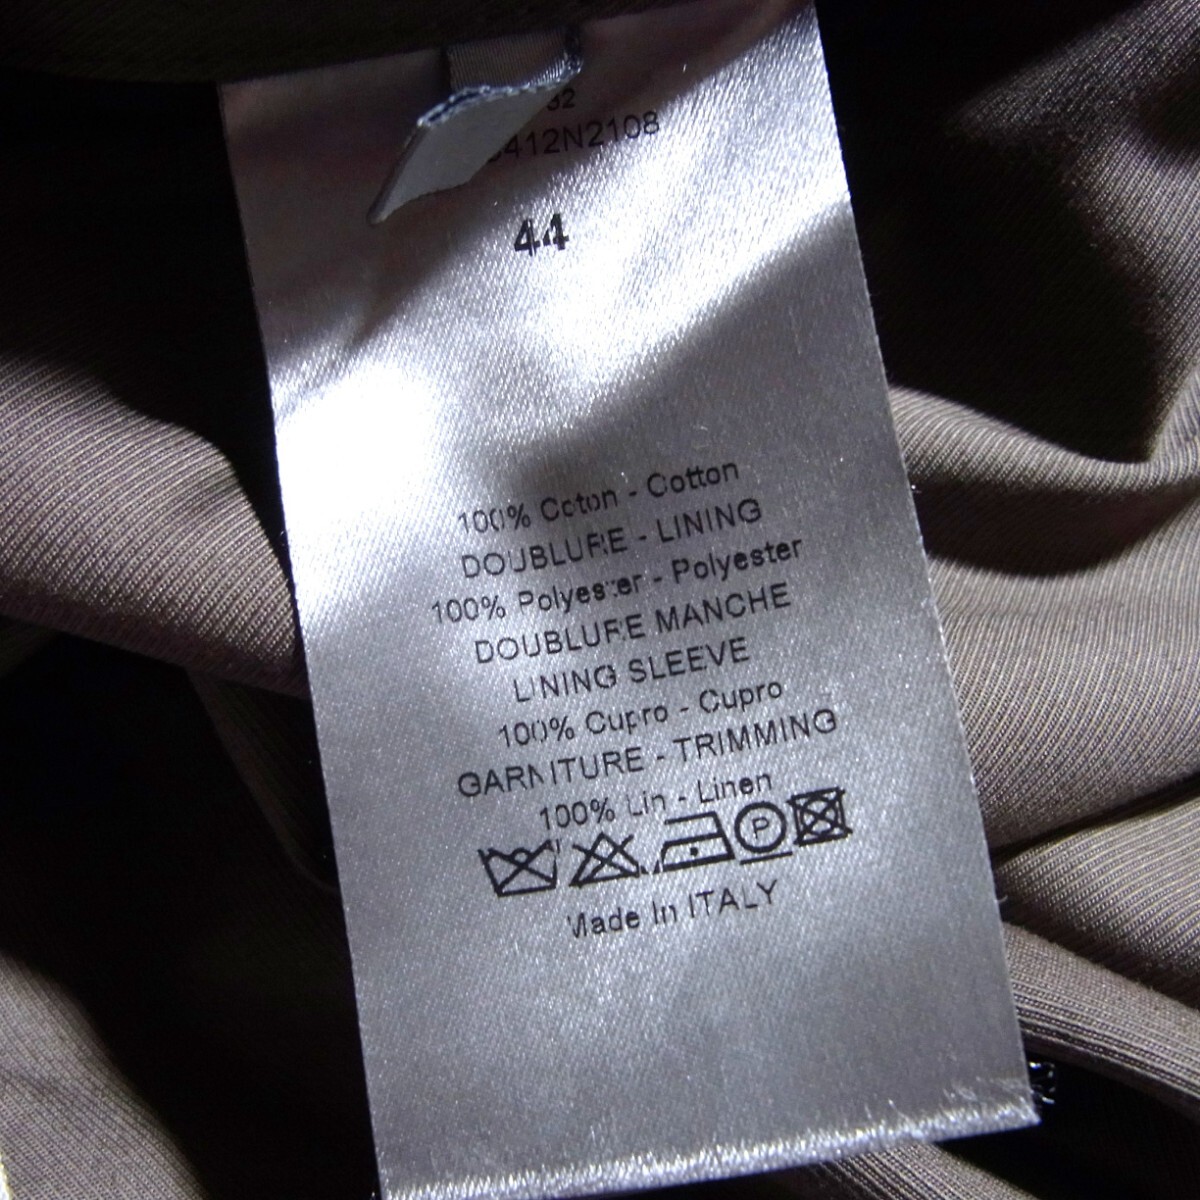 44
100% Coton - Cotton
DOUBLURE - LINING
100% Polyester - Polyester
DOUBLURE MANCHE
LINING SLEEVE
100% Cupro - Cupro
GARNITURE - TRIMMING
100% Lin - Linen
P
Made In ITALY